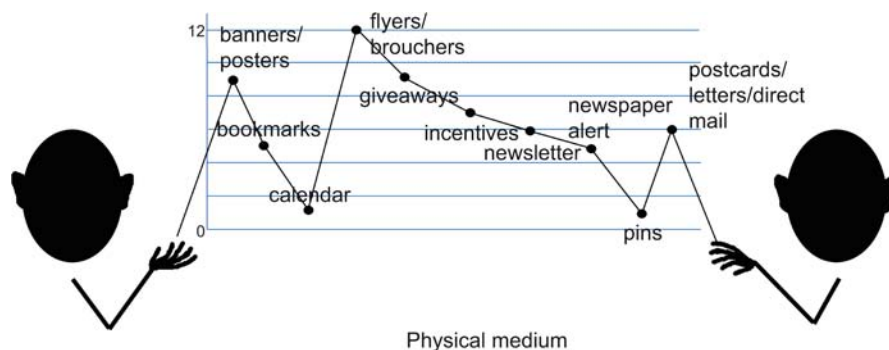 12
flyers/
brouchers
banners/
posters
postcards/
letters/direct
mail
giveaways
newspaper
alert
bookmarks
incentives
newsletter
calendar
0
pins
Physical medium